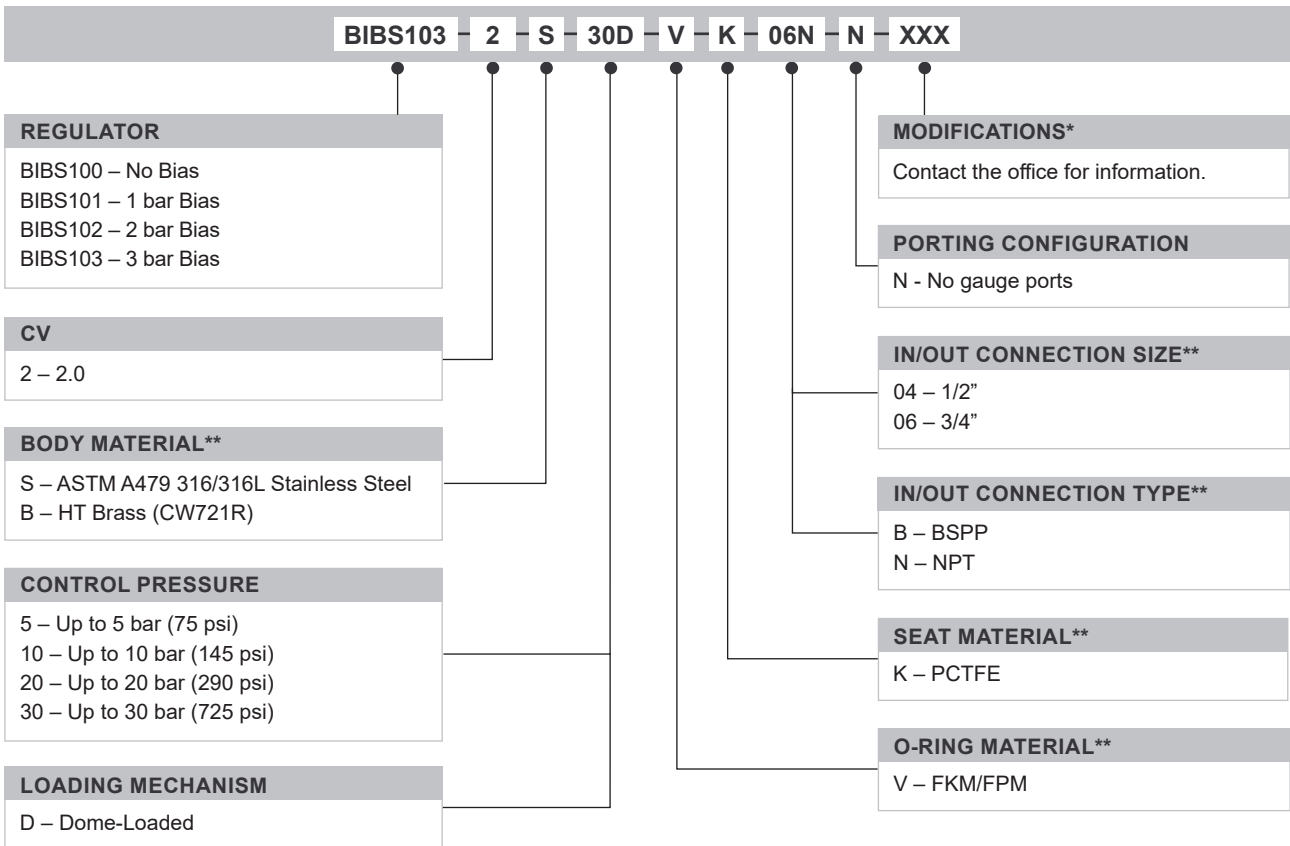 BIBS103 – 2 – S – 30D – V – K – 06N – N – XXX
REGULATOR
BIBS100 – No Bias
BIBS101 – 1 bar Bias
BIBS102 – 2 bar Bias
BIBS103 – 3 bar Bias
CV
2 – 2.0
BODY MATERIAL**
S – ASTM A479 316/316L Stainless Steel
B – HT Brass (CW721R)
CONTROL PRESSURE
5 – Up to 5 bar (75 psi)
10 – Up to 10 bar (145 psi)
20 – Up to 20 bar (290 psi)
30 – Up to 30 bar (725 psi)
LOADING MECHANISM
D – Dome-Loaded
MODIFICATIONS*
Contact the office for information.
PORTING CONFIGURATION
N - No gauge ports
IN/OUT CONNECTION SIZE**
04 – 1/2”
06 – 3/4”
IN/OUT CONNECTION TYPE**
B – BSPP
N – NPT
SEAT MATERIAL**
K – PCTFE
O-RING MATERIAL**
V – FKM/FPM